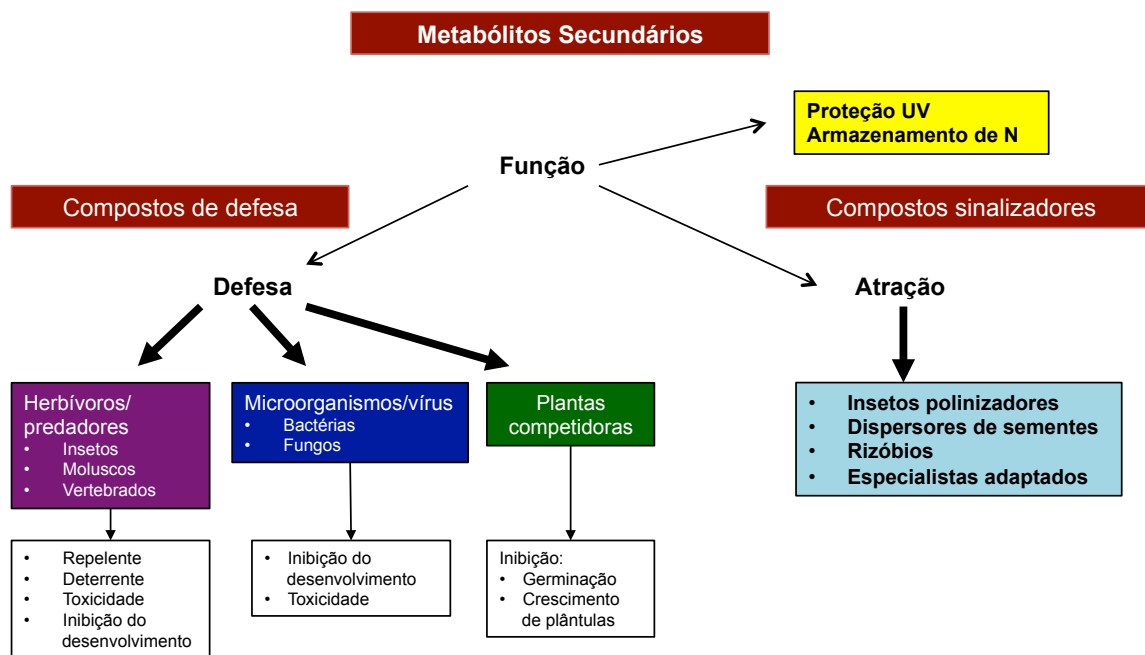 Metabólitos Secundários
Proteção UV
Armazenamento de N
Função
Compostos de defesa
Compostos sinalizadores
Defesa
Atração
Herbívoros/
predadores
• Insetos
• Moluscos
• Vertebrados
Microorganismos/vírus
• Bactérias
• Fungos
Plantas
competidoras
• Insetos polinizadores
• Dispersores de sementes
• Rizóbios
• Especialistas adaptados
• Repelente
• Deterrente
• Toxicidade
• Inibição do
desenvolvimento
• Inibição do
desenvolvimento
• Toxicidade
Inibição:
• Germinação
• Crescimento
de plântulas